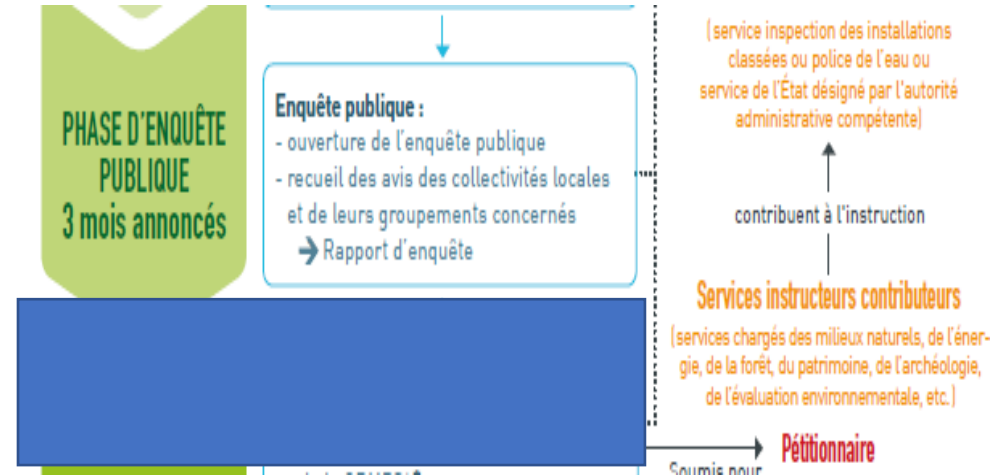 PHASE D'ENQUÊTE
PUBLIQUE
3 mois annoncés
Enquête publique :
- ouverture de l'enquête publique
- recueil des avis des collectivités locales
et de leurs groupements concernés
→ Rapport d'enquête
(service inspection des installations
classées ou police de l'eau ou
service de l'État désigné par l'autorité
administrative compétente)
contribuent à l'instruction
Services instructeurs contributeurs
(services chargés des milieux naturels, de l'éner-
gie, de la forêt, du patrimoine, de l'archéologie,
de l'évaluation environnementale, etc.)
Pétitionnaire
Soumis pour